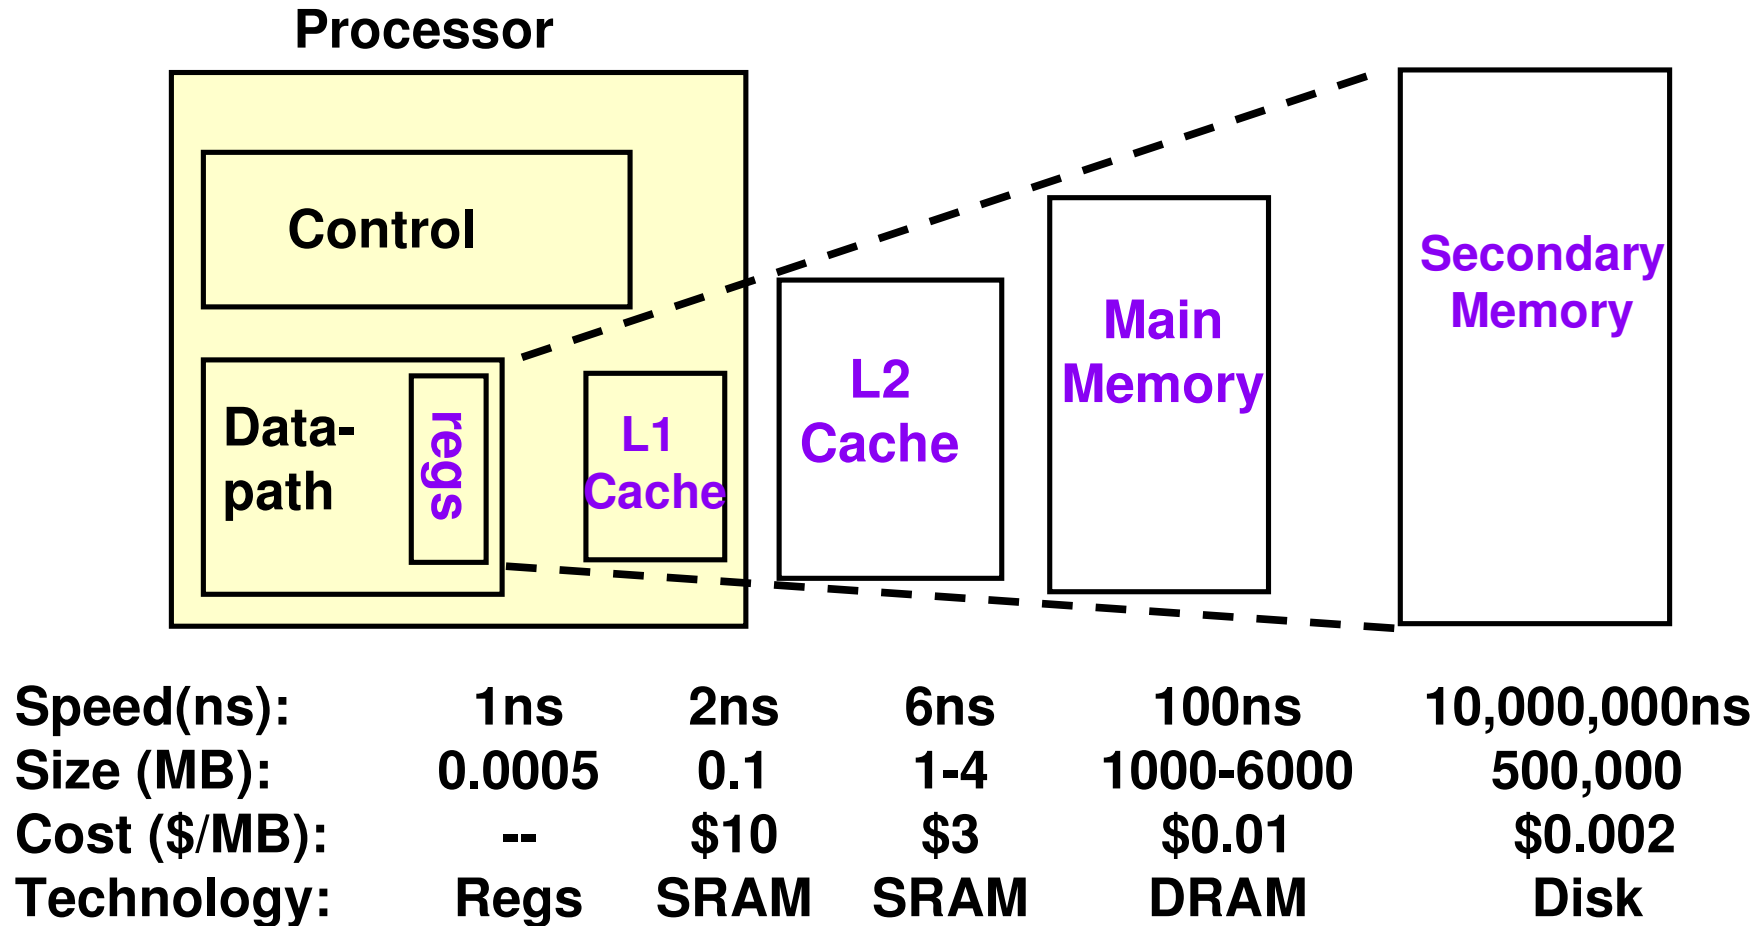 Processor
Control
Data-
path
regs
L1
Cache
L2
Cache
Main
Memory
Secondary
Memory
Speed(ns): 1ns 2ns 6ns 100ns 10,000,000ns
Size (MB): 0.0005 0.1 1-4 1000-6000 500,000
Cost ($/MB): -- $10 $3 $0.01 $0.002
Technology: Regs SRAM SRAM DRAM Disk